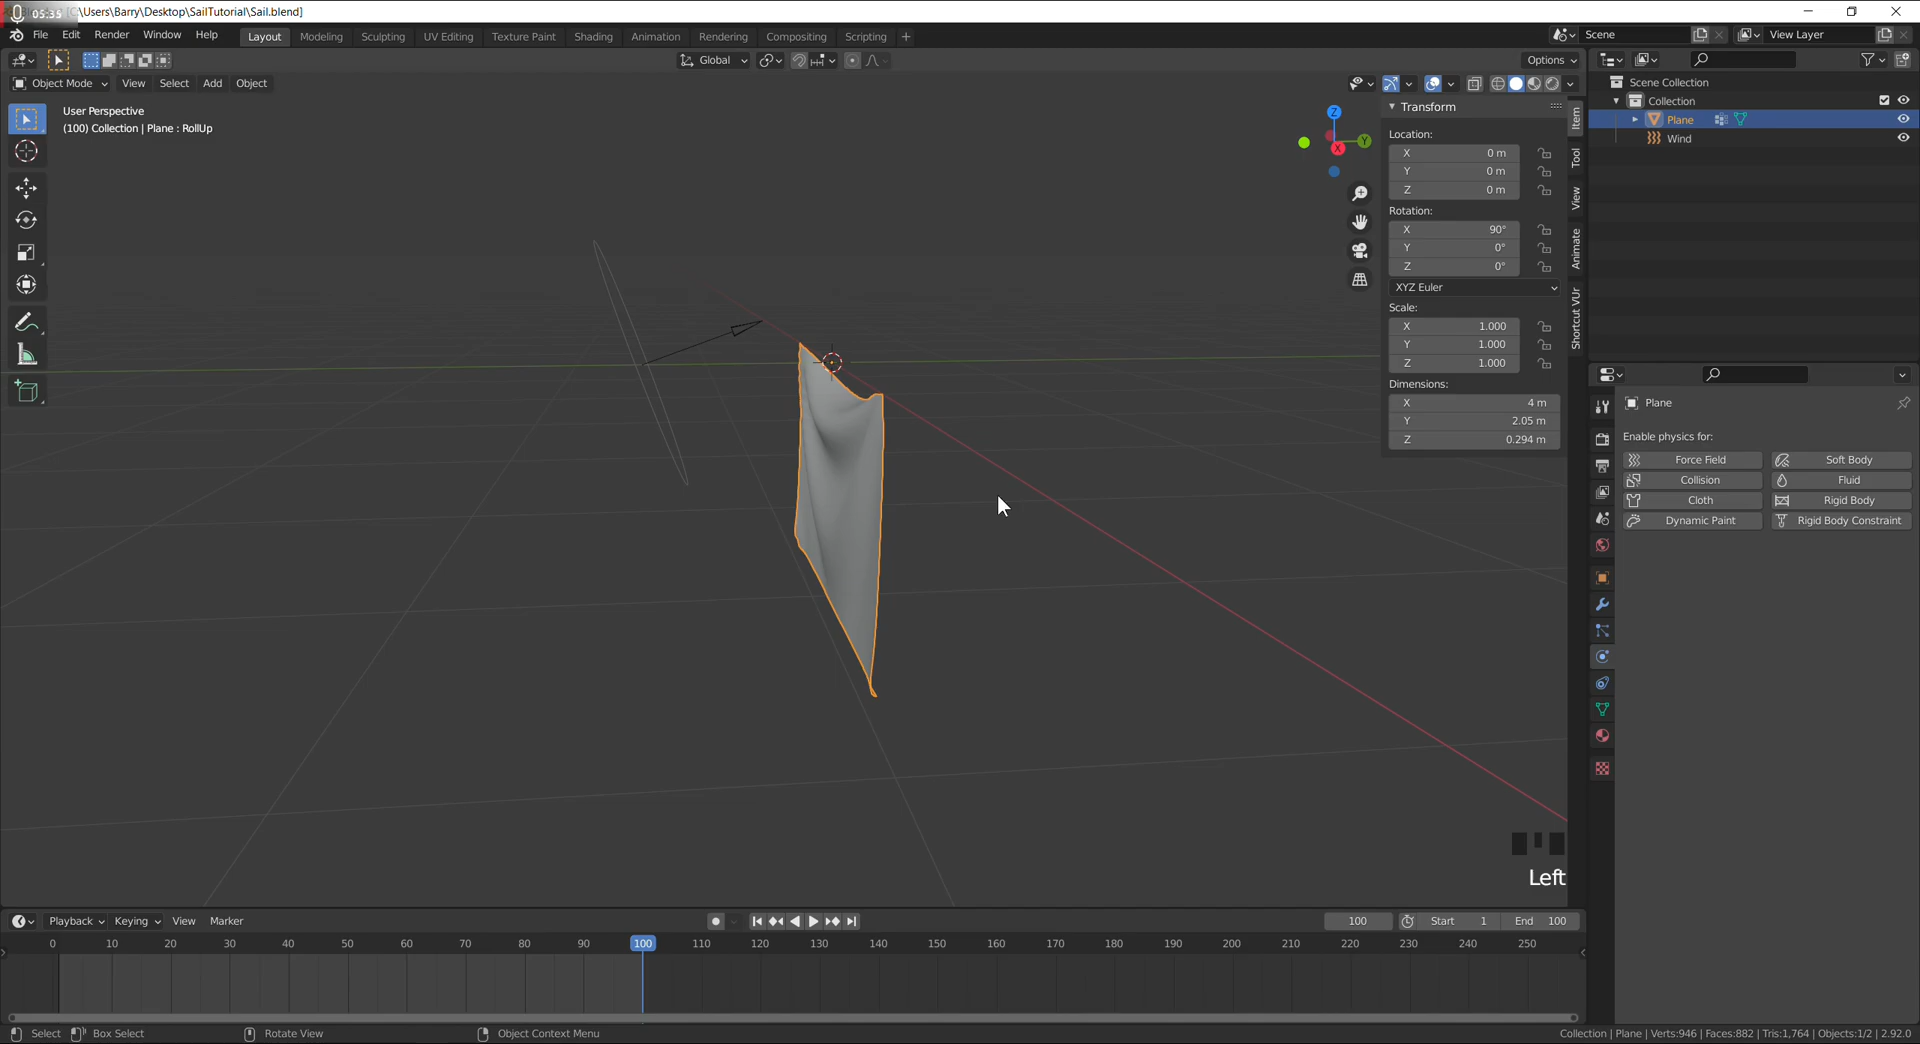 05:35 [C:\Users\Barry\Desktop\SailTutorial\Sail.blend]
File Edit Render Window Help Layout Modeling Sculpting UV Editing Texture Paint Shading Animation Rendering Compositing Scripting + Scene View Layer
Global Options
Object Mode View Select Add Object
User Perspective
(100) Collection | Plane : RollUp
Z
Y
X
Transform
Location:
X 0 m
Y 0 m
Z 0 m
Rotation:
X 90°
Y 0°
Z 0°
XYZ Euler
Scale:
X 1.000
Y 1.000
Z 1.000
Dimensions:
X 4 m
Y 2.05 m
Z 0.294 m
Item
Tool
View
Animate
Shortcut VUr
Scene Collection
Collection
Plane
Wind
Plane
Enable physics for:
Force Field Soft Body
Collision Fluid
Cloth Rigid Body
Dynamic Paint Rigid Body Constraint
Left
Playback Keying View Marker 100 Start 1 End 100
0 10 20 30 40 50 60 70 80 90 100 110 120 130 140 150 160 170 180 190 200 210 220 230 240 250
Select Box Select Rotate View Object Context Menu Collection | Plane | Verts:946 | Faces:882 | Tris:1,764 | Objects:1/2 | 2.92.0